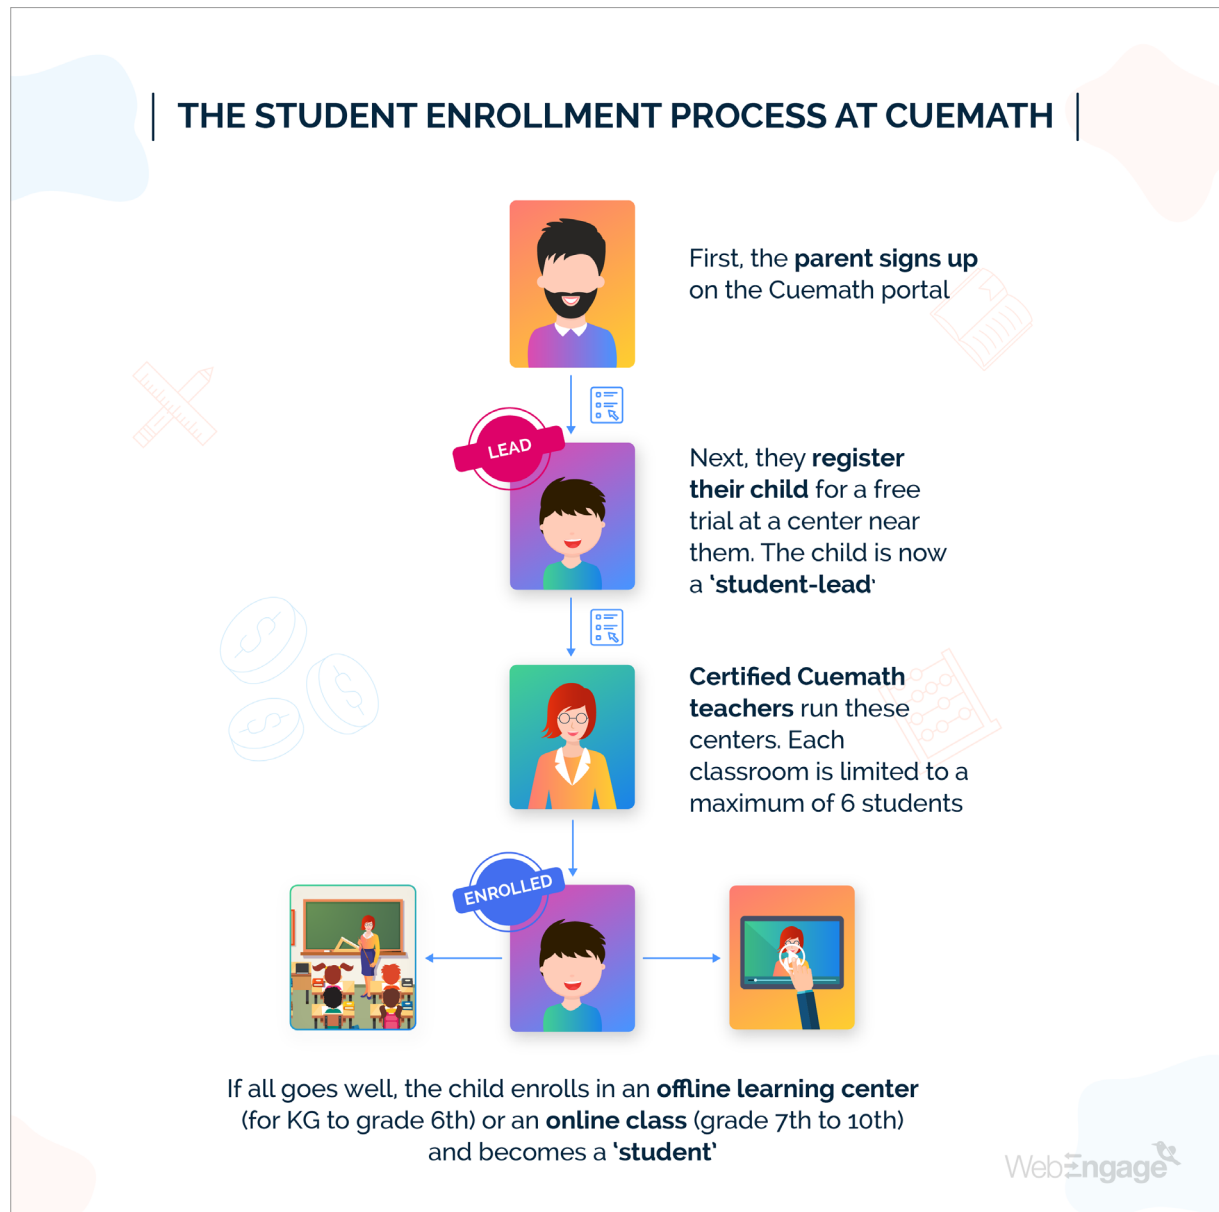 THE STUDENT ENROLLMENT PROCESS AT CUEMATH
First, the parent signs up
on the Cuemath portal
LEAD
Next, they register
their child for a free
trial at a center near
them. The child is now
a ‘student-lead’
Certified Cuemath
teachers run these
centers. Each
classroom is limited to a
maximum of 6 students
ENROLLED
If all goes well, the child enrolls in an offline learning center
(for KG to grade 6th) or an online class (grade 7th to 10th)
and becomes a ‘student’
WebEngage